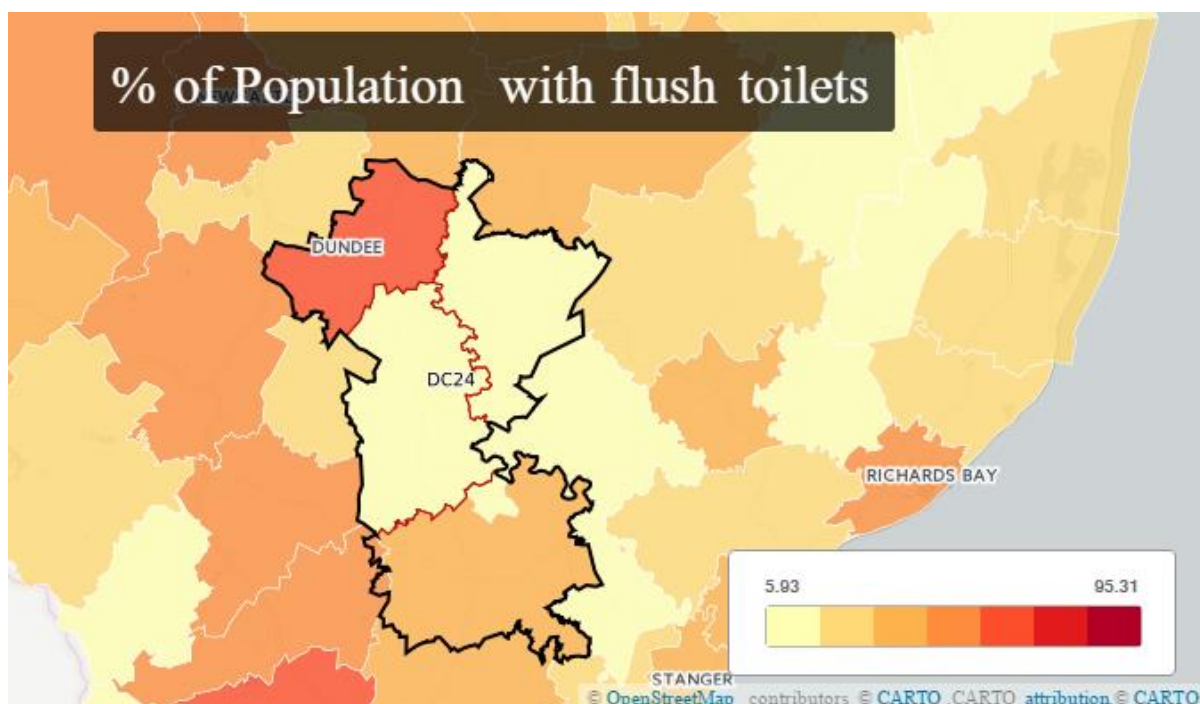 % of Population with flush toilets
NEWCASTLE
DUNDEE
DC24
RICHARDS BAY
5.93 95.31
STANGER
© OpenStreetMap contributors © CARTO , CARTO attribution © CARTO